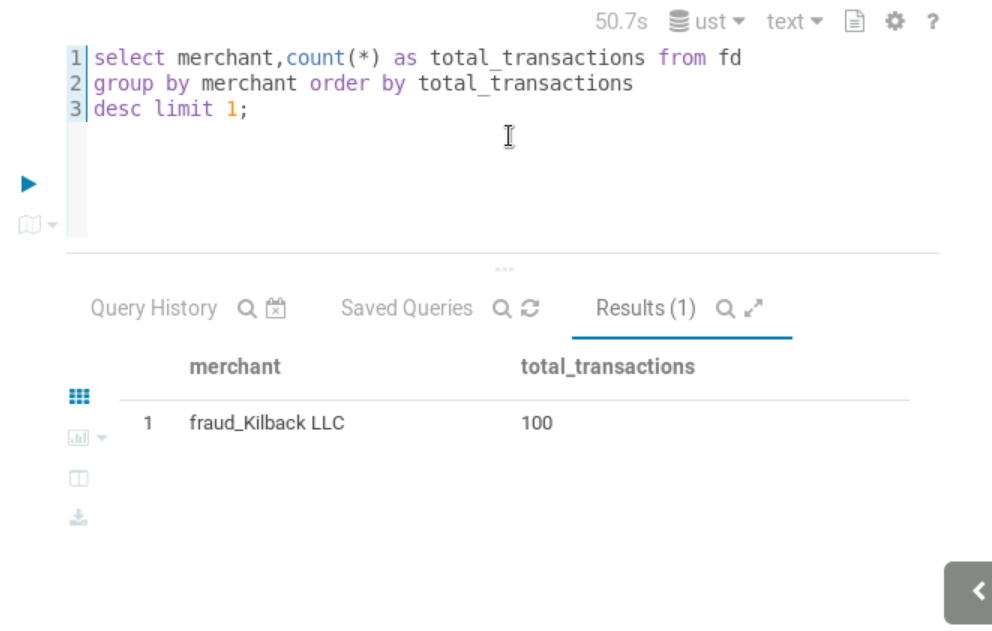 50.7s ust text ?
1 select merchant,count(*) as total_transactions from fd
2 group by merchant order by total_transactions
3 desc limit 1;
Query History Saved Queries Results (1)
merchant total_transactions
1 fraud_Kilback LLC 100